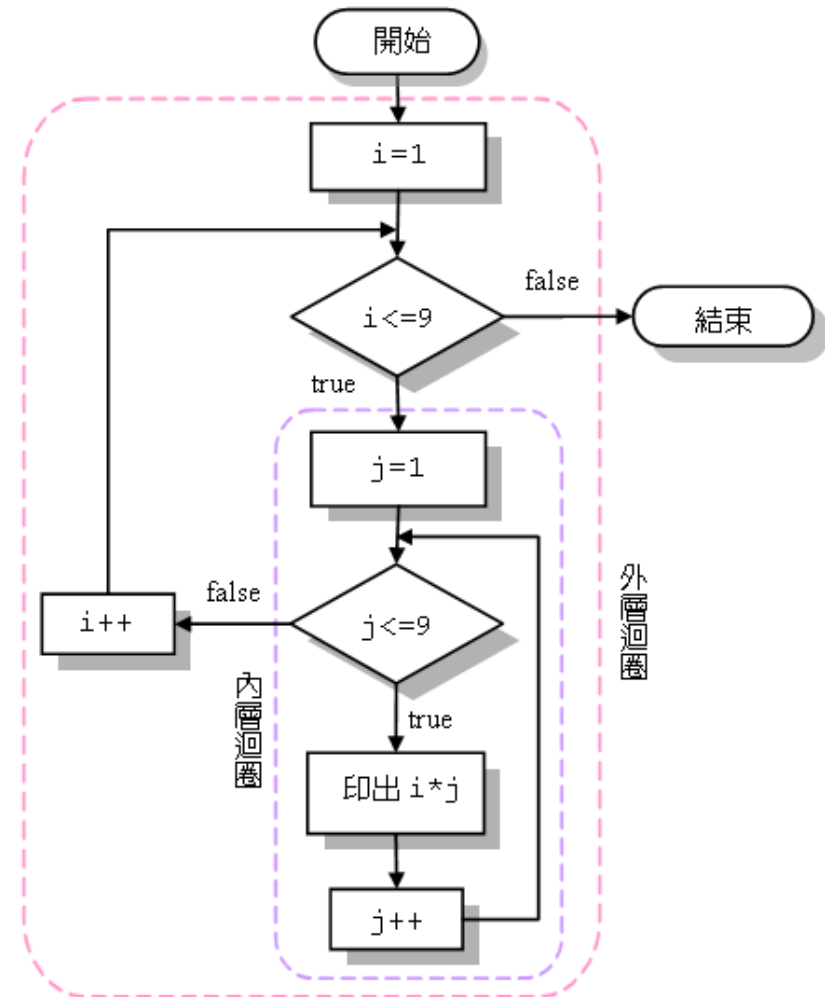 開始
i=1
i<=9
false
結束
true
j=1
外層迴圈
i++
false
j<=9
內層迴圈
true
印出 i*j
j++